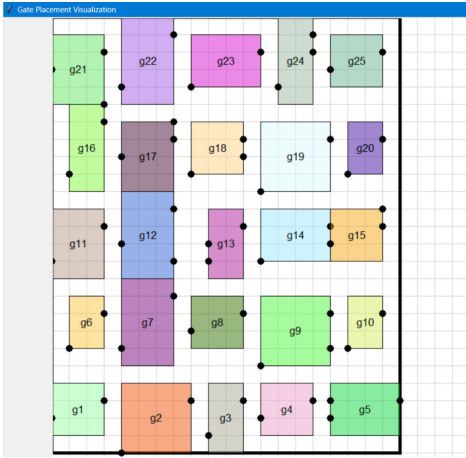 Gate Placement Visualization
g21 g22 g23 g24 g25
g16 g17 g18 g19 g20
g11 g12 g13 g14 g15
g6 g7 g8 g9 g10
g1 g2 g3 g4 g5